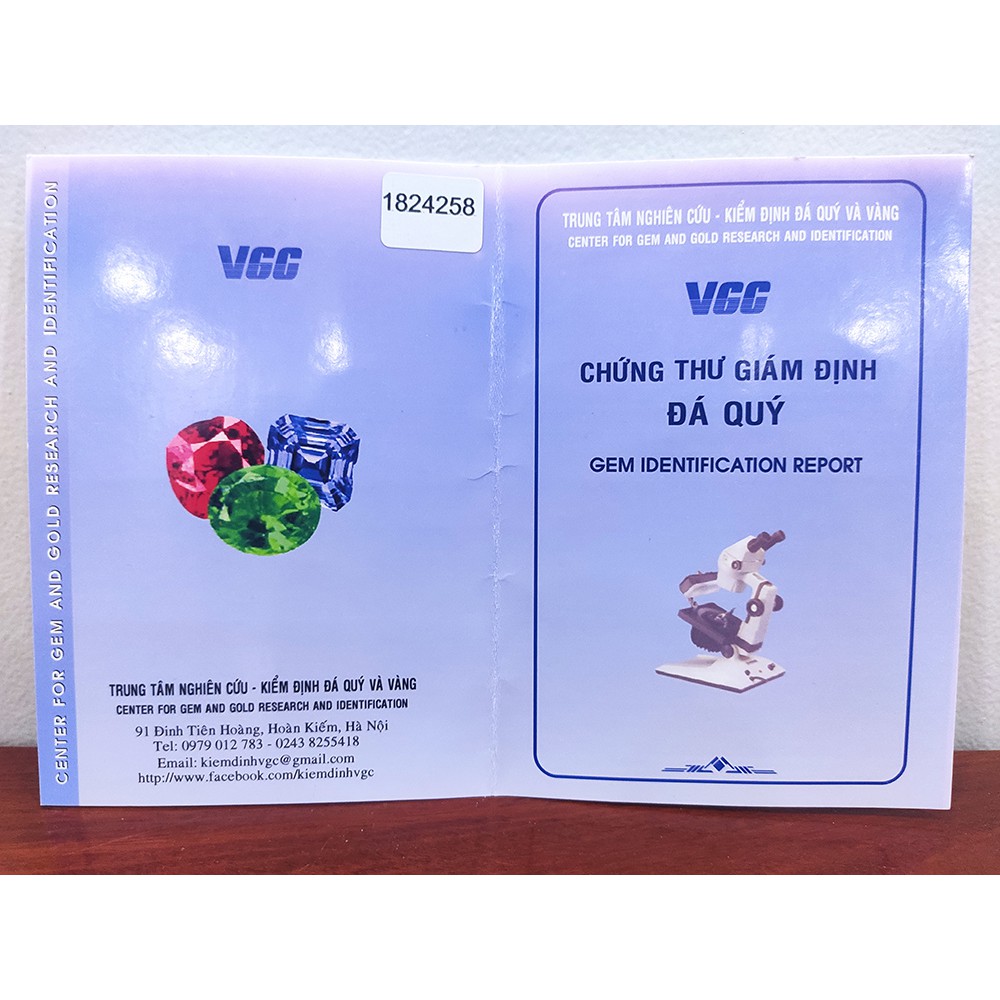 CENTER FOR GEM AND GOLD RESEARCH AND IDENTIFICATION
1824258
VGC
TRUNG TÂM NGHIÊN CỨU - KIỂM ĐỊNH ĐÁ QUÝ VÀ VÀNG
CENTER FOR GEM AND GOLD RESEARCH AND IDENTIFICATION
91 Đinh Tiên Hoàng, Hoàn Kiếm, Hà Nội
Tel: 0979 012 783 - 0243 8255418
Email: kiemdinhvgc@gmail.com
http://www.facebook.com/kiemdinhvgc
TRUNG TÂM NGHIÊN CỨU - KIỂM ĐỊNH ĐÁ QUÝ VÀ VÀNG
CENTER FOR GEM AND GOLD RESEARCH AND IDENTIFICATION
VGC
CHỨNG THƯ GIÁM ĐỊNH
ĐÁ QUÝ
GEM IDENTIFICATION REPORT